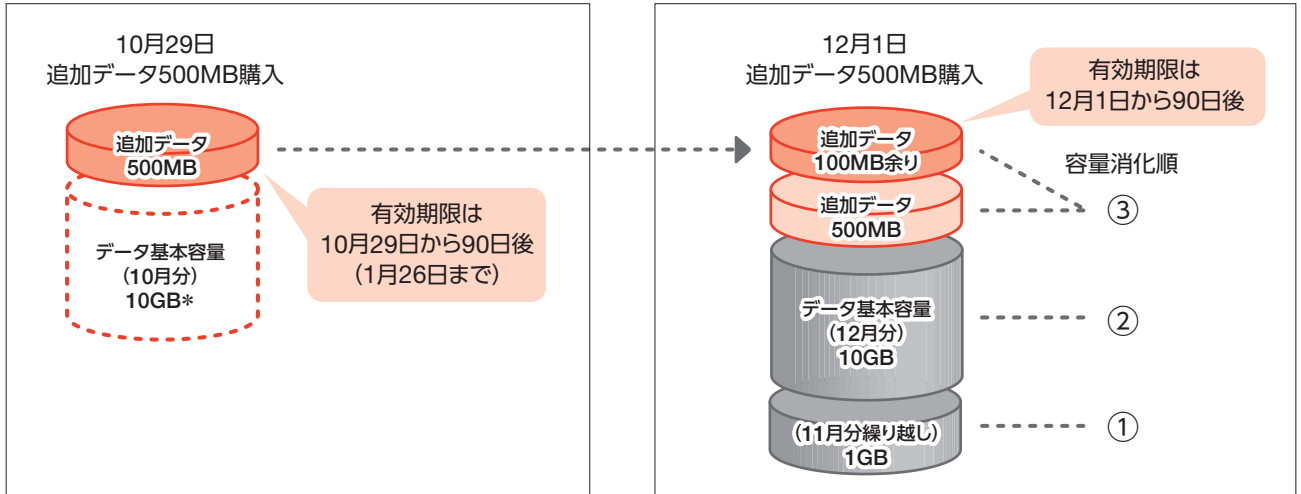 10月29日
追加データ500MB購入
追加データ
500MB
データ基本容量
(10月分)
10GB*
有効期限は
10月29日から90日後
(1月26日まで)
12月1日
追加データ500MB購入
有効期限は
12月1日から90日後
追加データ
100MB余り
追加データ
500MB
データ基本容量
(12月分)
10GB
(11月分繰り越し)
1GB
容量消化順
③
②
①